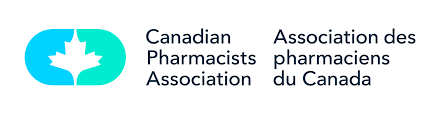 Canadian
Pharmacists
Association
Association des
pharmaciens
du Canada